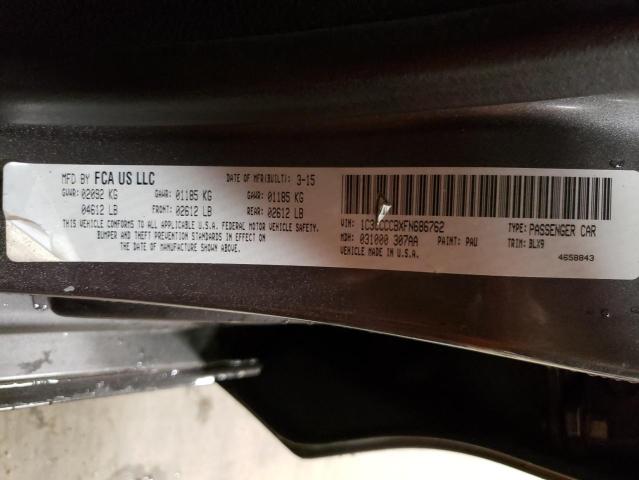 MFD BY FCA US LLC DATE OF MFR(BUILT): 3-15
GVWR: 02092 KG GAWR: 01185 KG GAWR: 01185 KG
04612 LB FRONT: 02612 LB REAR: 02612 LB
THIS VEHICLE CONFORMS TO ALL APPLICABLE U.S.A. FEDERAL MOTOR VEHICLE SAFETY,
BUMPER AND THEFT PREVENTION STANDARDS IN EFFECT ON
THE DATE OF MANUFACTURE SHOWN ABOVE.
VIN: 1C3CCCCBXFN686762 TYPE: PASSENGER CAR
MDH: 031000 307AA PAINT: PAU TRIM: BLX9
VEHICLE MADE IN U.S.A.
4658843